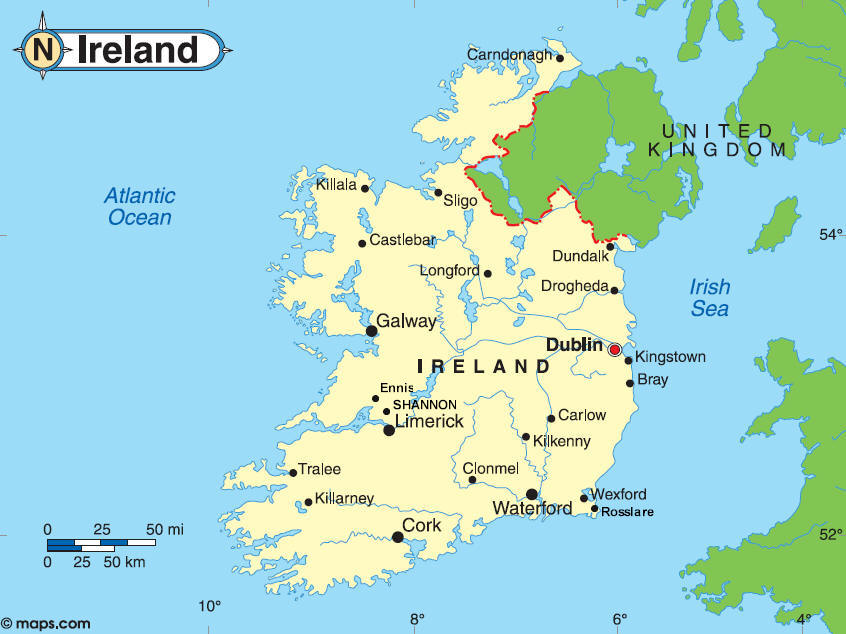 N Ireland
Carndonagh
UNITED
KINGDOM
Atlantic
Ocean
Killala
Sligo
54°
Castlebar
Dundalk
Longford
Drogheda
Irish
Sea
Galway
Dublin
Kingstown
IRELAND
Bray
Ennis
SHANNON
Limerick
Carlow
Kilkenny
Tralee
Clonmel
Killarney
Waterford
Wexford
Rosslare
Cork
0 25 50 mi
0 25 50 km
52°
10°
8°
6°
4°
© maps.com